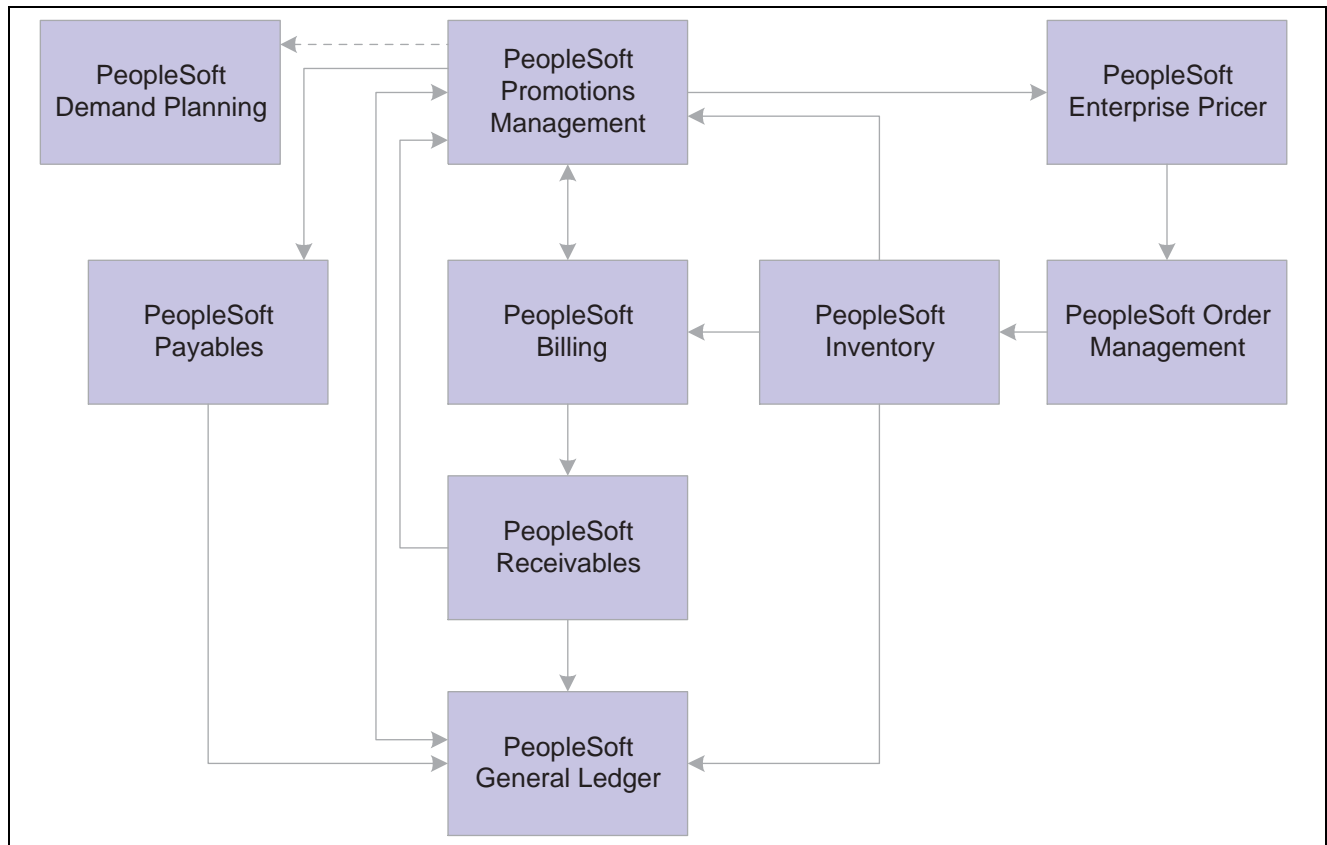 PeopleSoft
Demand Planning
PeopleSoft
Promotions
Management
PeopleSoft
Enterprise Pricer
PeopleSoft
Payables
PeopleSoft
Billing
PeopleSoft
Inventory
PeopleSoft Order
Management
PeopleSoft
Receivables
PeopleSoft
General Ledger